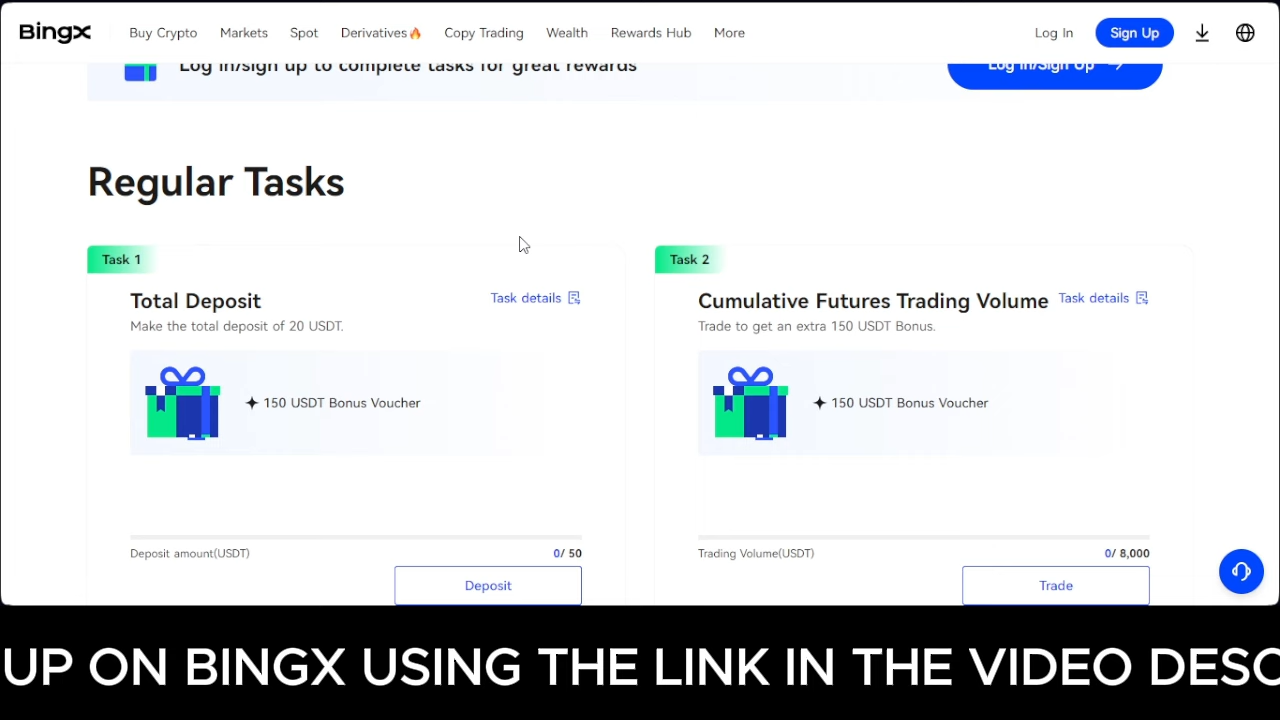 BingX
Buy Crypto Markets Spot Derivatives🔥 Copy Trading Wealth Rewards Hub More Log In Sign Up
Log in/sign up to complete tasks for great rewards Log In/Sign Up →
Regular Tasks
Task 1
Total Deposit Task details
Make the total deposit of 20 USDT.
150 USDT Bonus Voucher
Deposit amount(USDT) 0/ 50
Deposit
Task 2
Cumulative Futures Trading Volume Task details
Trade to get an extra 150 USDT Bonus.
150 USDT Bonus Voucher
Trading Volume(USDT) 0/ 8,000
Trade
UP ON BINGX USING THE LINK IN THE VIDEO DESC